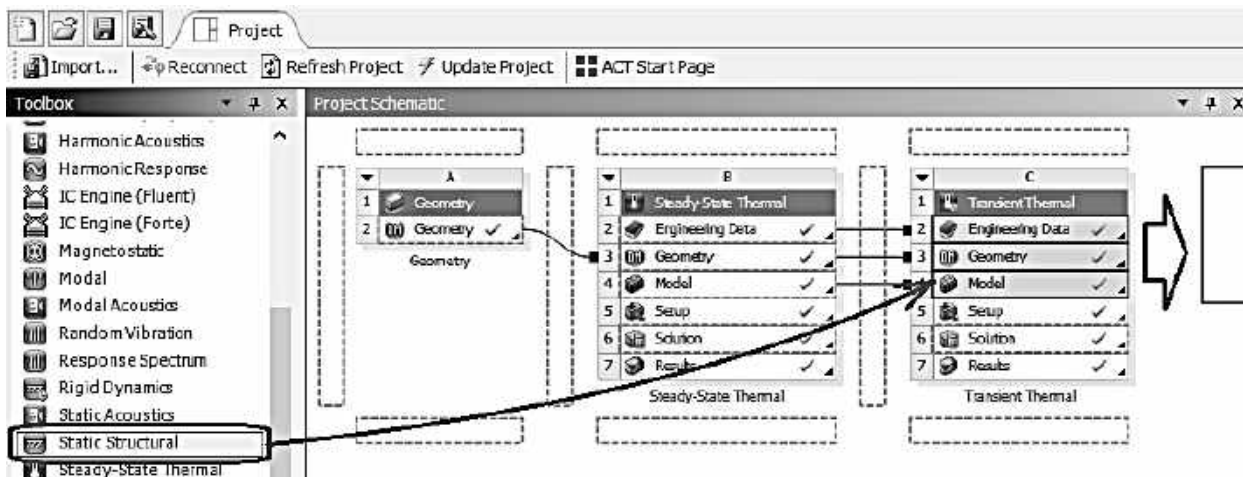 Project
Import... Reconnect Refresh Project Update Project ACT Start Page
Toolbox
Harmonic Acoustics
Harmonic Response
IC Engine (Fluent)
IC Engine (Forte)
Magnetostatic
Modal
Modal Acoustics
Random Vibration
Response Spectrum
Rigid Dynamics
Static Acoustics
Static Structural
Steady-State Thermal
Project Schematic
A
1 Geometry
2 Geometry
Geometry
B
1 Steady-State Thermal
2 Engineering Data
3 Geometry
4 Model
5 Setup
6 Solution
7 Results
Steady-State Thermal
C
1 Transient Thermal
2 Engineering Data
3 Geometry
Model
5 Setup
6 Solution
7 Results
Transient Thermal